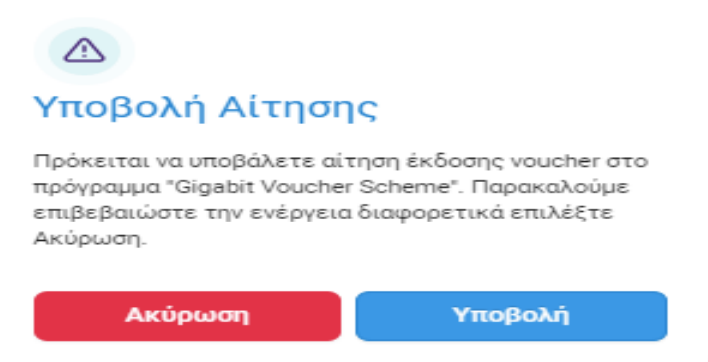 Υποβολή Αίτησης
Πρόκειται να υποβάλετε αίτηση έκδοσης voucher στο
πρόγραμμα "Gigabit Voucher Scheme". Παρακαλούμε
επιβεβαιώστε την ενέργεια διαφορετικά επιλέξτε
Ακύρωση.
Ακύρωση Υποβολή